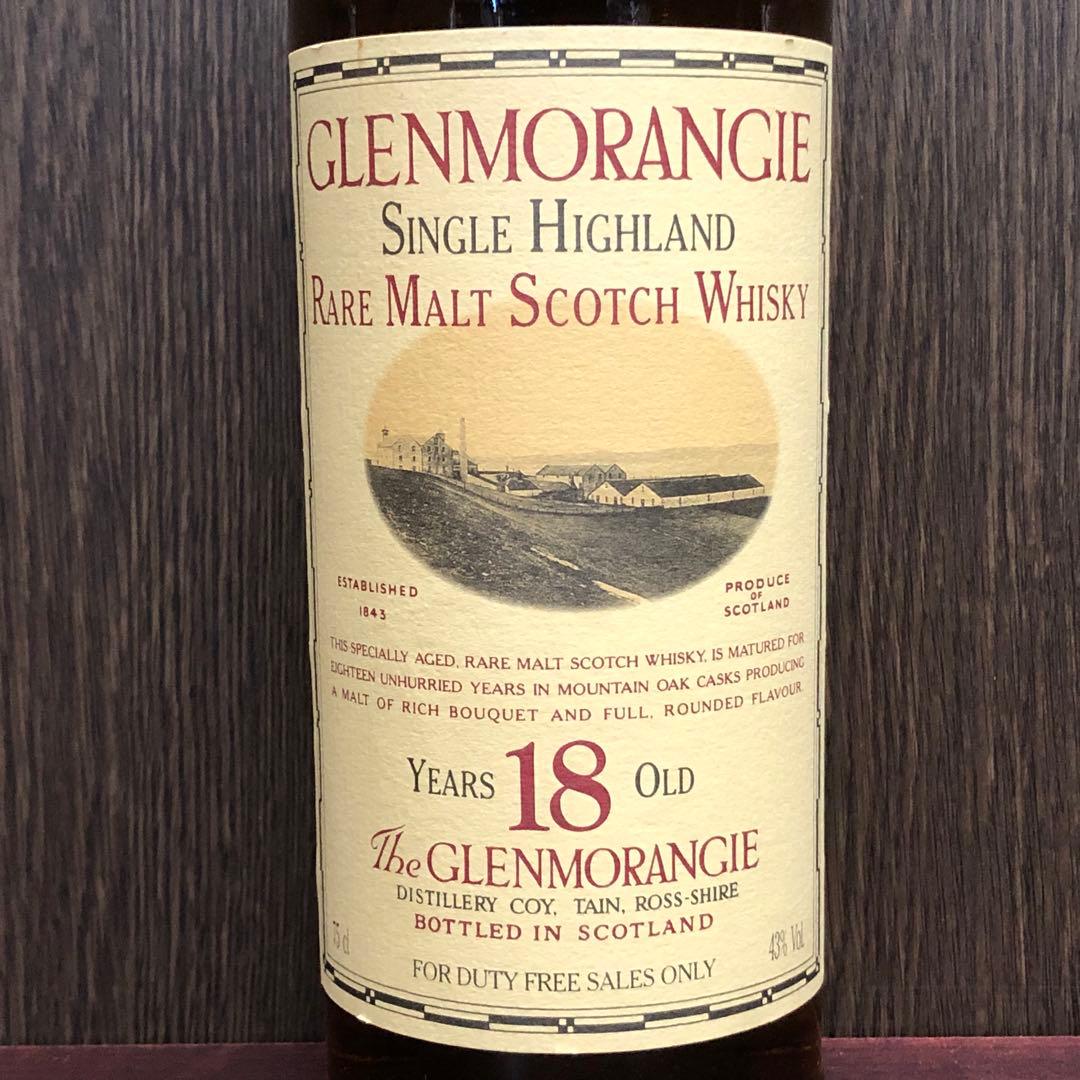 GLENMORANGIE
SINGLE HIGHLAND
RARE MALT SCOTCH WHISKY
ESTABLISHED
1843
PRODUCE
OF
SCOTLAND
THIS SPECIALLY AGED, RARE MALT SCOTCH WHISKY, IS MATURED FOR
EIGHTEEN UNHURRIED YEARS IN MOUNTAIN OAK CASKS PRODUCING
A MALT OF RICH BOUQUET AND FULL, ROUNDED FLAVOUR.
YEARS 18 OLD
The GLENMORANGIE
DISTILLERY COY, TAIN, ROSS-SHIRE
BOTTLED IN SCOTLAND
75 cl
43% Vol.
FOR DUTY FREE SALES ONLY